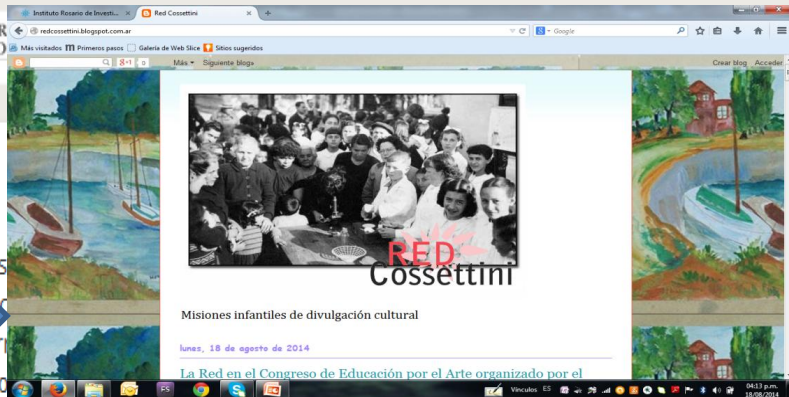 Instituto Rosario de Investi...
Red Cossettini
redcossettini.blogspot.com.ar
Google
Más visitados
Primeros pasos
Galería de Web Slice
Sitios sugeridos
Más
Siguiente blog»
Crear blog
Acceder
RED
Cossettini
Misiones infantiles de divulgación cultural
lunes, 18 de agosto de 2014
La Red en el Congreso de Educación por el Arte organizado por el
Vínculos
ES
04:13 p.m.
18/08/2014